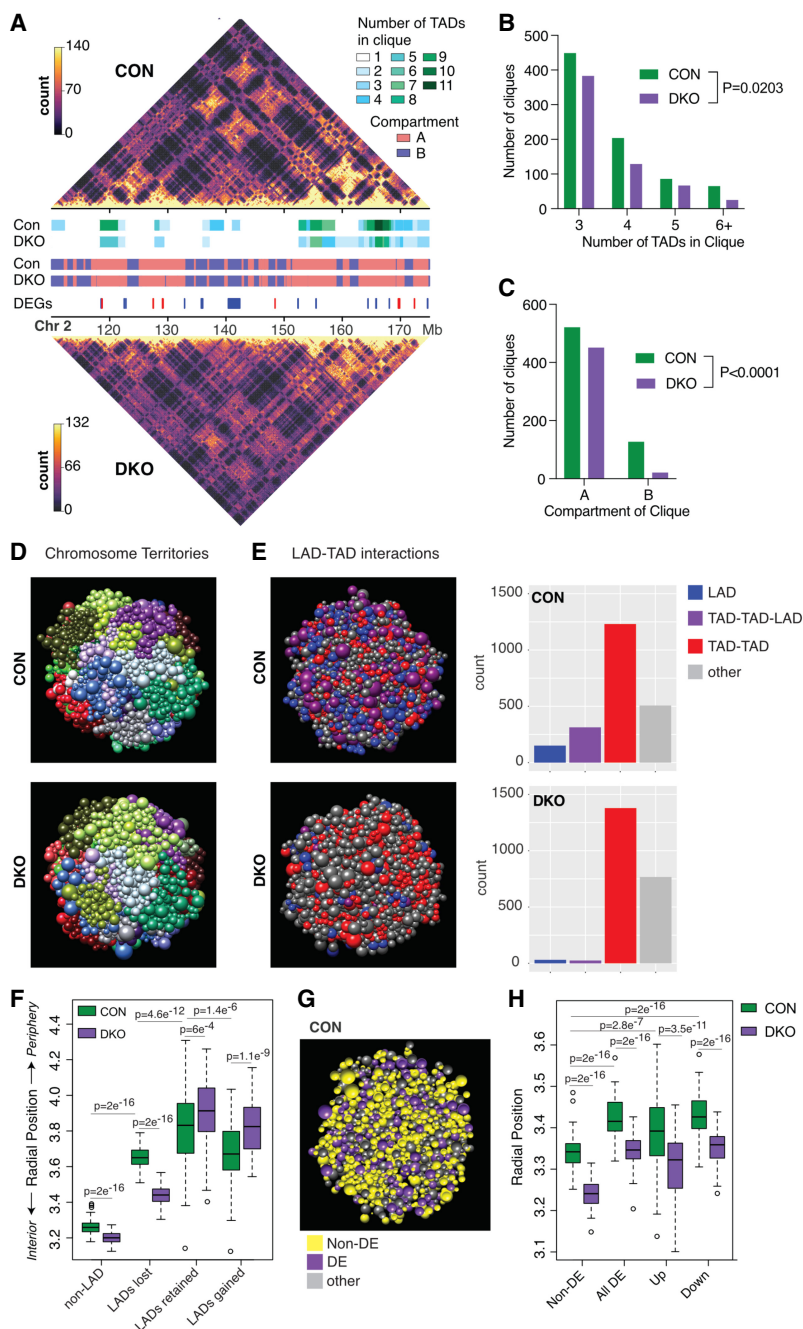 A
140
70
0
count
CON
Number of TADs
in clique
1
2
3
4
5
6
7
8
9
10
11
Compartment
A
B
Con
DKO
Con
DKO
DEGs
Chr 2
120
130
140
150
160
170
Mb
132
66
0
count
DKO
B
500
400
300
200
100
0
Number of cliques
CON
DKO
P=0.0203
3
4
5
6+
Number of TADs in Clique
C
600
400
200
0
Number of cliques
CON
DKO
P<0.0001
A
B
Compartment of Clique
D
Chromosome Territories
CON
DKO
E
LAD-TAD interactions
CON
DKO
1500
1000
500
0
count
CON
LAD
TAD-TAD-LAD
TAD-TAD
other
1500
1000
500
0
count
DKO
F
CON
DKO
p=4.6e-12
p=1.4e-6
p=6e-4
p=1.1e-9
p=2e-16
p=2e-16
p=2e-16
4.4
4.2
4.0
3.8
3.6
3.4
3.2
Interior ← Radial Position → Periphery
non-LAD
LADs lost
LADs retained
LADs gained
G
CON
Non-DE
DE
other
H
CON
DKO
p=2e-16
p=2.8e-7
p=3.5e-11
p=2e-16
p=2e-16
p=2e-16
p=2e-16
3.6
3.5
3.4
3.3
3.2
3.1
Radial Position
Non-DE
All DE
Up
Down